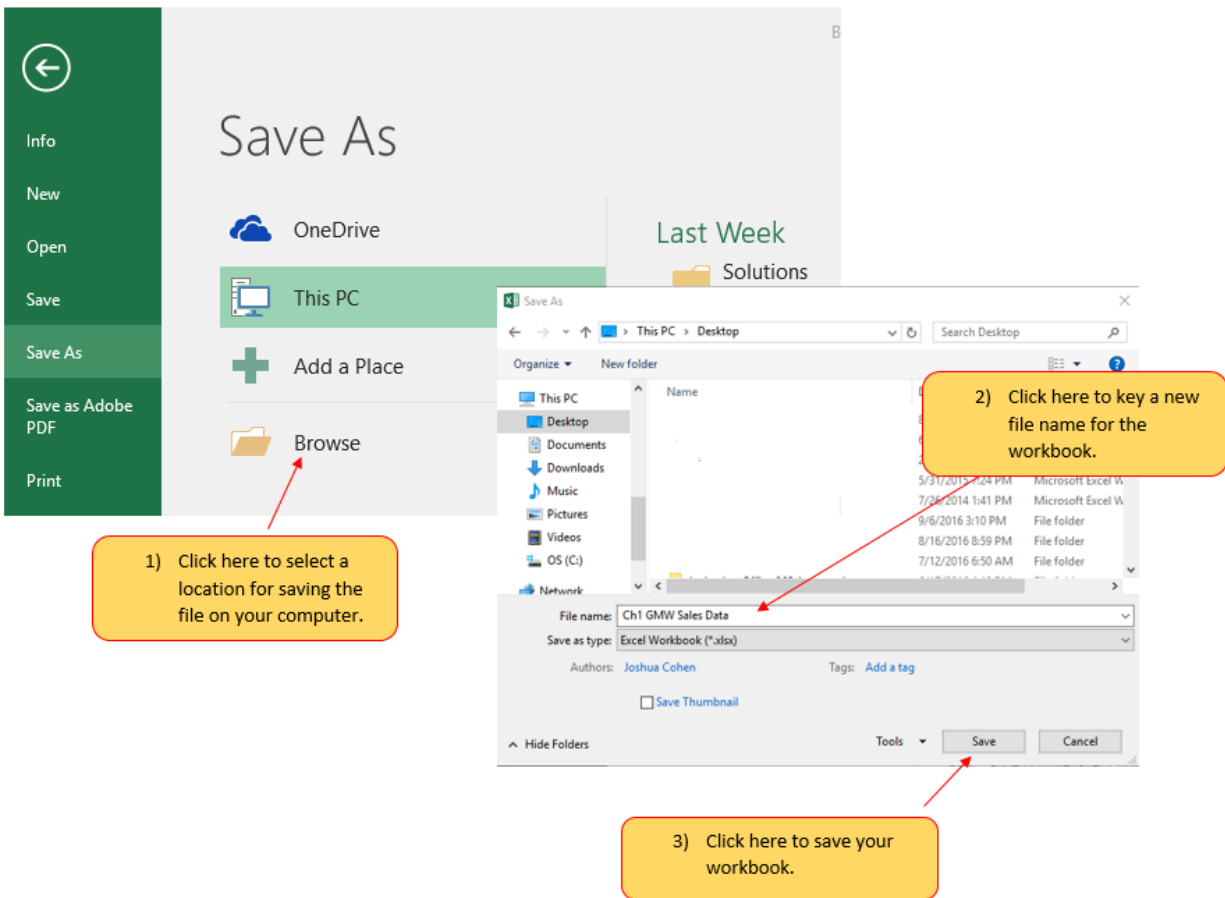 B
Info
New
Open
Save
Save As
Save as Adobe
PDF
Print
Save As
OneDrive
This PC
Add a Place
Browse
Last Week
Solutions
1) Click here to select a
location for saving the
file on your computer.
Save As
This PC > Desktop
Search Desktop
Organize
New folder
?
Name
This PC
Desktop
Documents
Downloads
Music
Pictures
Videos
OS (C:)
Network
2) Click here to key a new
file name for the
workbook.
7/26/2014 1:41 PM Microsoft Excel W
9/6/2016 3:10 PM File folder
8/16/2016 8:59 PM File folder
7/12/2016 6:50 AM File folder
File name: Ch1 GMW Sales Data
Save as type: Excel Workbook (*.xlsx)
Authors: Joshua Cohen Tags: Add a tag
Save Thumbnail
Hide Folders
Tools
Save
Cancel
3) Click here to save your
workbook.